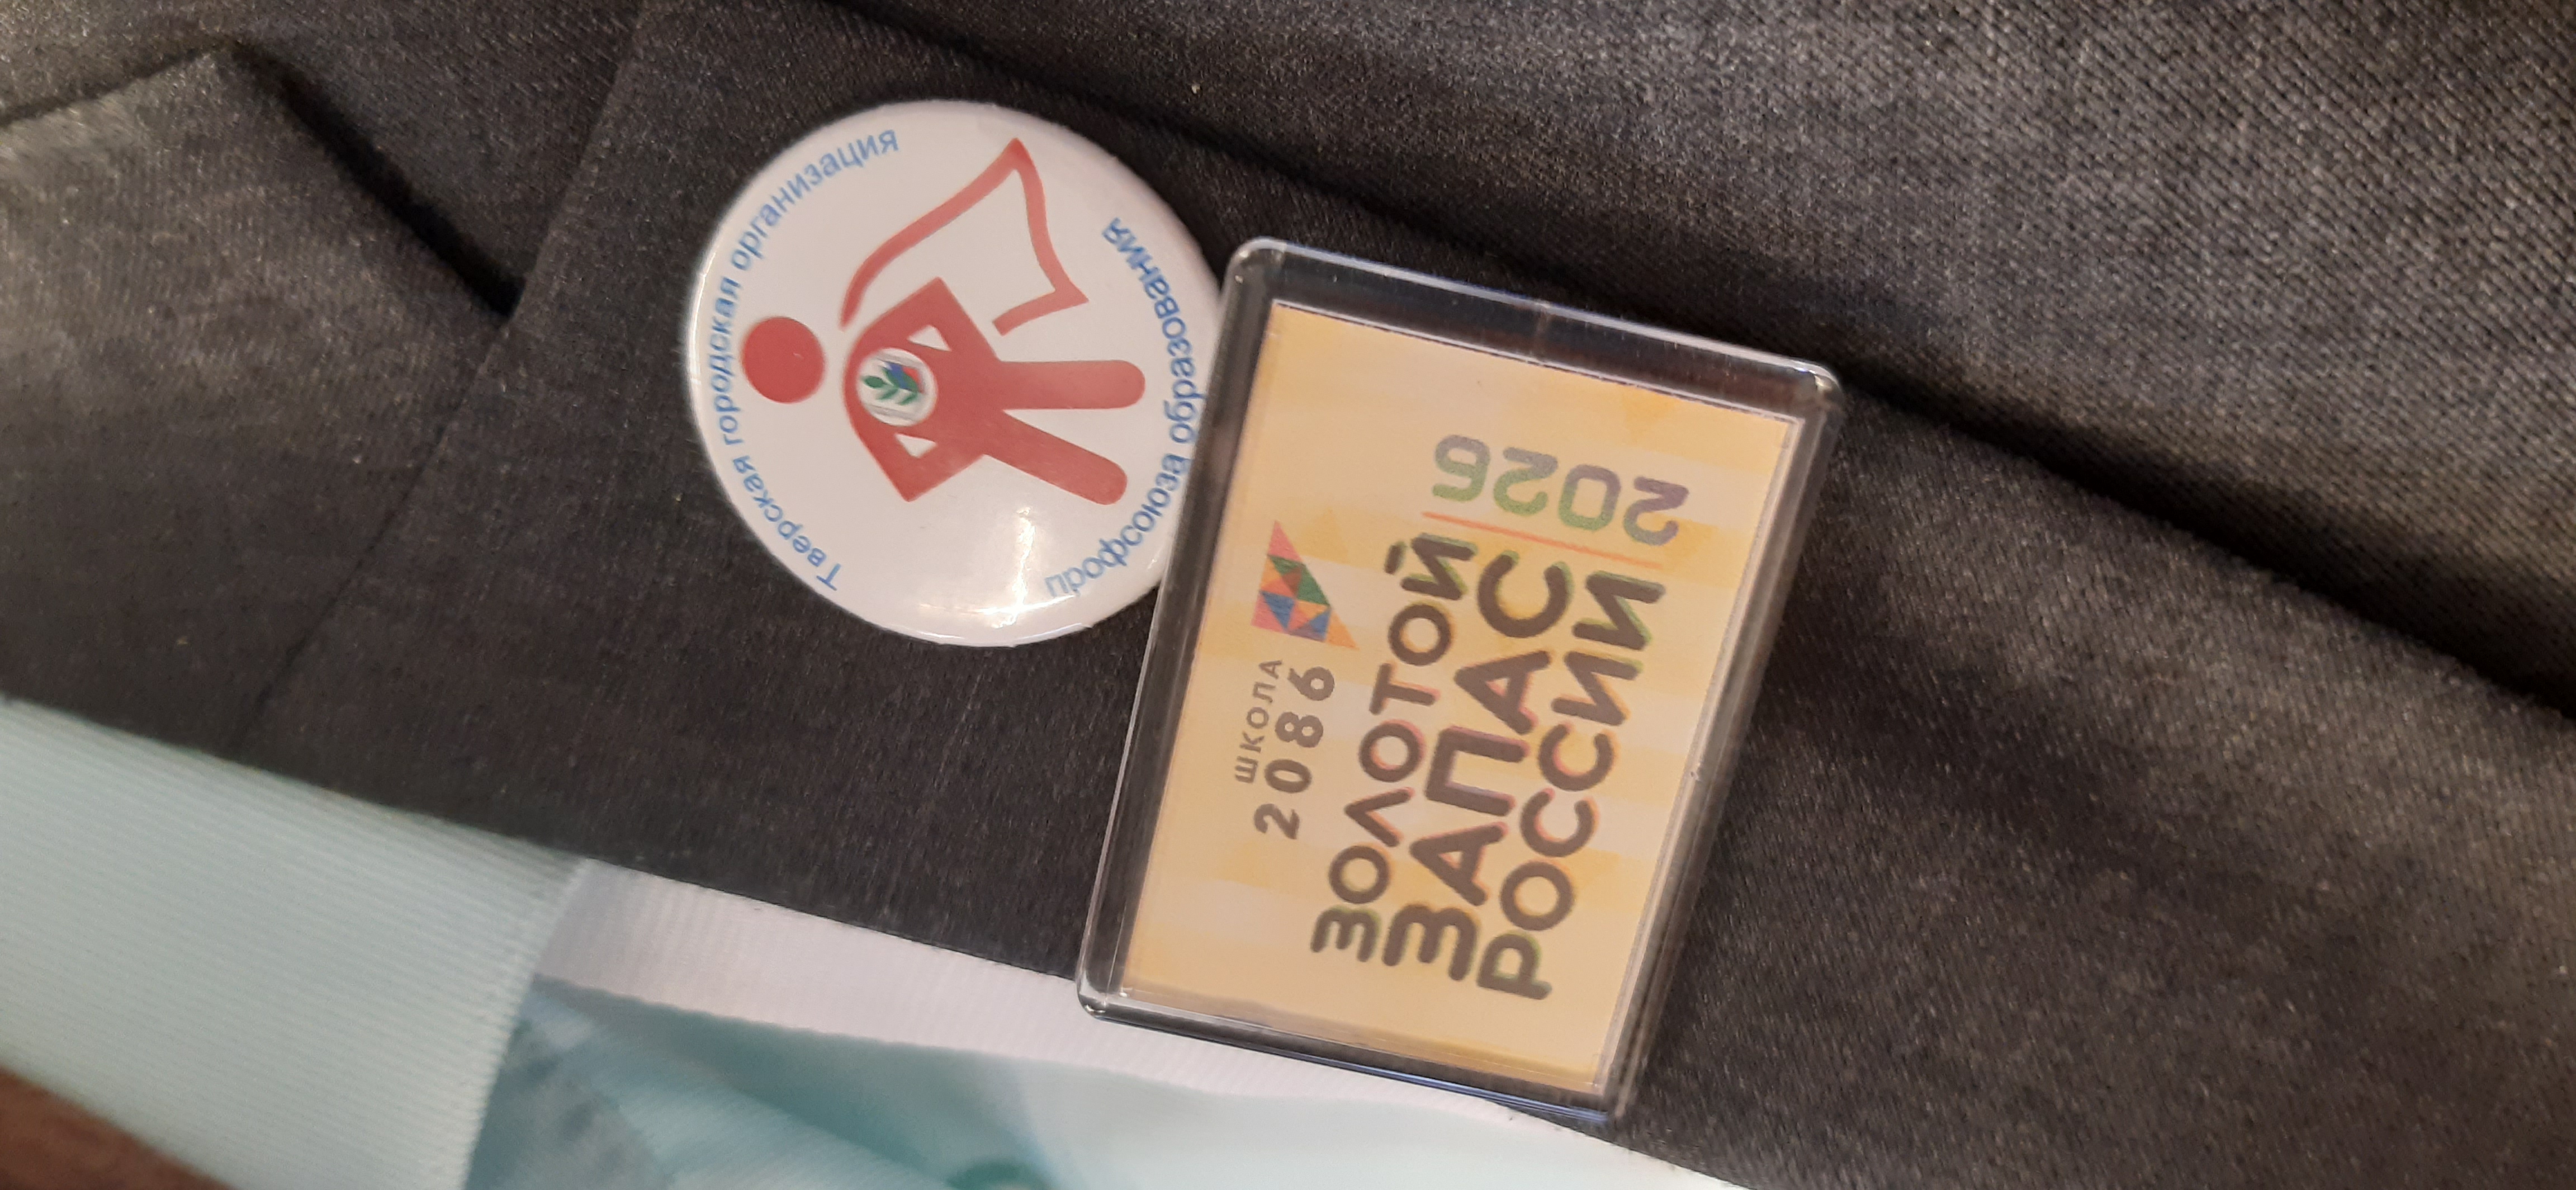 Тверская городская организация
профсоюза образования
ШКОЛА
2086
ЗОЛОТОЙ
ЗАПАС
РОССИИ
2026